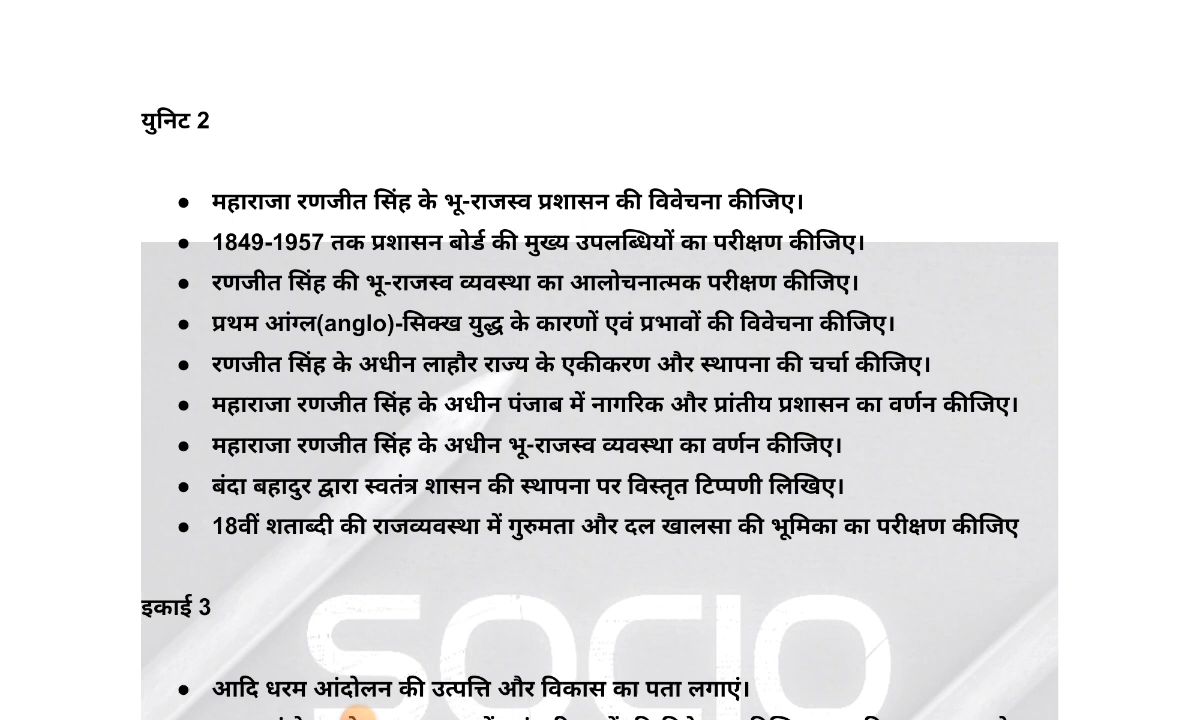 युनिट 2
● महाराजा रणजीत सिंह के भू-राजस्व प्रशासन की विवेचना कीजिए।
● 1849-1957 तक प्रशासन बोर्ड की मुख्य उपलब्धियों का परीक्षण कीजिए।
● रणजीत सिंह की भू-राजस्व व्यवस्था का आलोचनात्मक परीक्षण कीजिए।
● प्रथम आंग्ल(anglo)-सिक्ख युद्ध के कारणों एवं प्रभावों की विवेचना कीजिए।
● रणजीत सिंह के अधीन लाहौर राज्य के एकीकरण और स्थापना की चर्चा कीजिए।
● महाराजा रणजीत सिंह के अधीन पंजाब में नागरिक और प्रांतीय प्रशासन का वर्णन कीजिए।
● महाराजा रणजीत सिंह के अधीन भू-राजस्व व्यवस्था का वर्णन कीजिए।
● बंदा बहादुर द्वारा स्वतंत्र शासन की स्थापना पर विस्तृत टिप्पणी लिखिए।
● 18वीं शताब्दी की राजव्यवस्था में गुरुमता और दल खालसा की भूमिका का परीक्षण कीजिए
इकाई 3
SOCIO
● आदि धरम आंदोलन की उत्पत्ति और विकास का पता लगाएं।